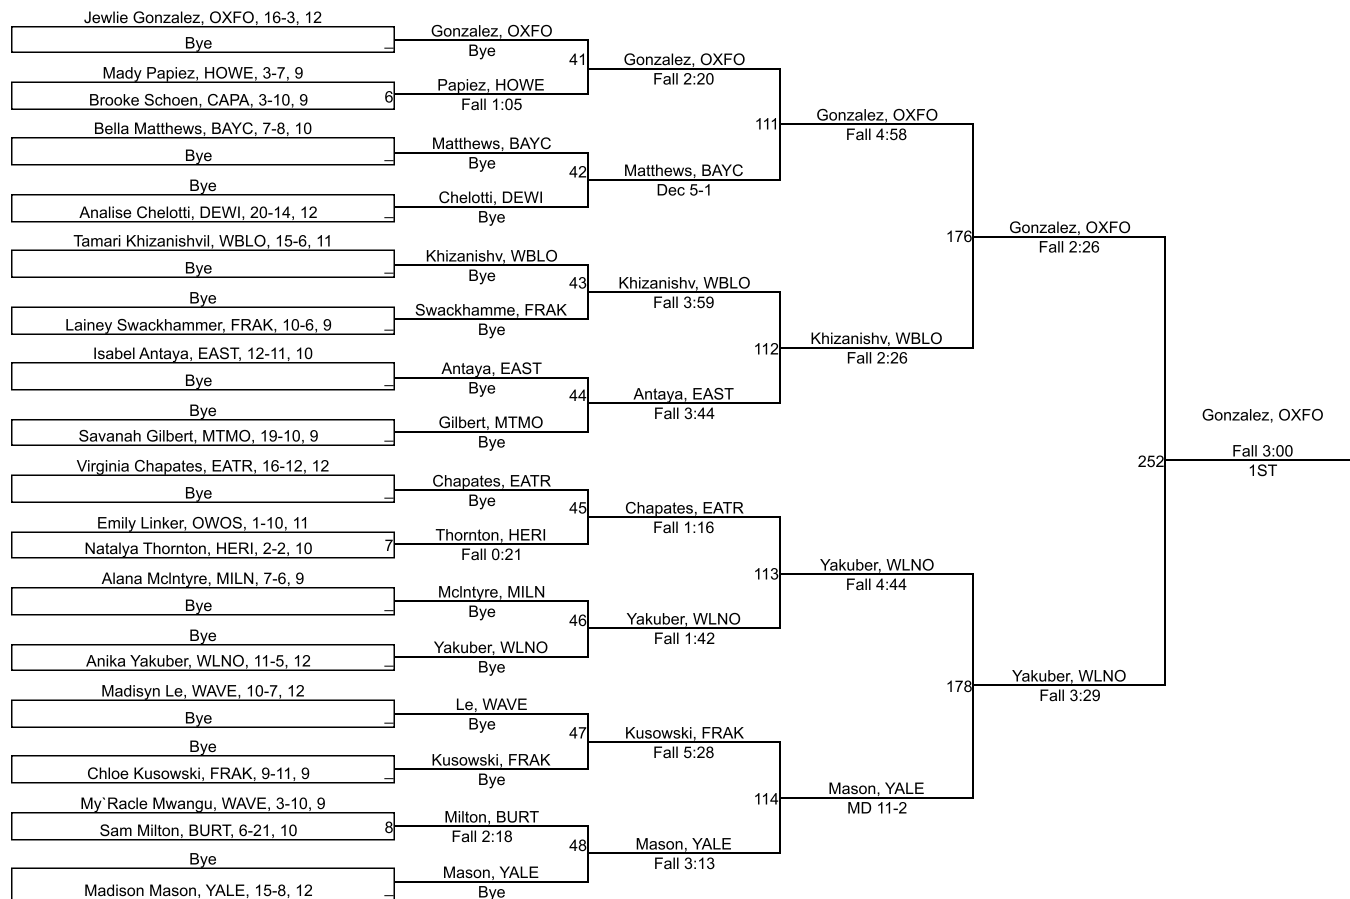 Jewlie Gonzalez, OXFO, 16-3, 12
Bye
Mady Papiez, HOWE, 3-7, 9
Brooke Schoen, CAPA, 3-10, 9
6
Bella Matthews, BAYC, 7-8, 10
Bye
Bye
Analise Chelotti, DEWI, 20-14, 12
Tamari Khizanishvil, WBLO, 15-6, 11
Bye
Bye
Lainey Swackhammer, FRAK, 10-6, 9
Isabel Antaya, EAST, 12-11, 10
Bye
Bye
Savanah Gilbert, MTMO, 19-10, 9
Virginia Chapates, EATR, 16-12, 12
Bye
Emily Linker, OWOS, 1-10, 11
Natalya Thornton, HERI, 2-2, 10
7
Alana McIntyre, MILN, 7-6, 9
Bye
Bye
Anika Yakuber, WLNO, 11-5, 12
Madisyn Le, WAVE, 10-7, 12
Bye
Bye
Chloe Kusowski, FRAK, 9-11, 9
My`Racle Mwangu, WAVE, 3-10, 9
Sam Milton, BURT, 6-21, 10
8
Bye
Madison Mason, YALE, 15-8, 12
Gonzalez, OXFO
Bye
41
Papiez, HOWE
Fall 1:05
Matthews, BAYC
Bye
42
Chelotti, DEWI
Bye
Khizanishv, WBLO
Bye
43
Swackhamme, FRAK
Bye
Antaya, EAST
Bye
44
Gilbert, MTMO
Bye
Chapates, EATR
Bye
45
Thornton, HERI
Fall 0:21
McIntyre, MILN
Bye
46
Yakuber, WLNO
Bye
Le, WAVE
Bye
47
Kusowski, FRAK
Bye
Milton, BURT
Fall 2:18
48
Mason, YALE
Bye
Gonzalez, OXFO
Fall 2:20
111
Matthews, BAYC
Dec 5-1
Khizanishv, WBLO
Fall 3:59
112
Antaya, EAST
Fall 3:44
Chapates, EATR
Fall 1:16
113
Yakuber, WLNO
Fall 1:42
Kusowski, FRAK
Fall 5:28
114
Mason, YALE
Fall 3:13
Gonzalez, OXFO
Fall 4:58
176
Khizanishv, WBLO
Fall 2:26
Yakuber, WLNO
Fall 4:44
178
Mason, YALE
MD 11-2
Gonzalez, OXFO
Fall 2:26
252
Yakuber, WLNO
Fall 3:29
Gonzalez, OXFO
Fall 3:00
1ST